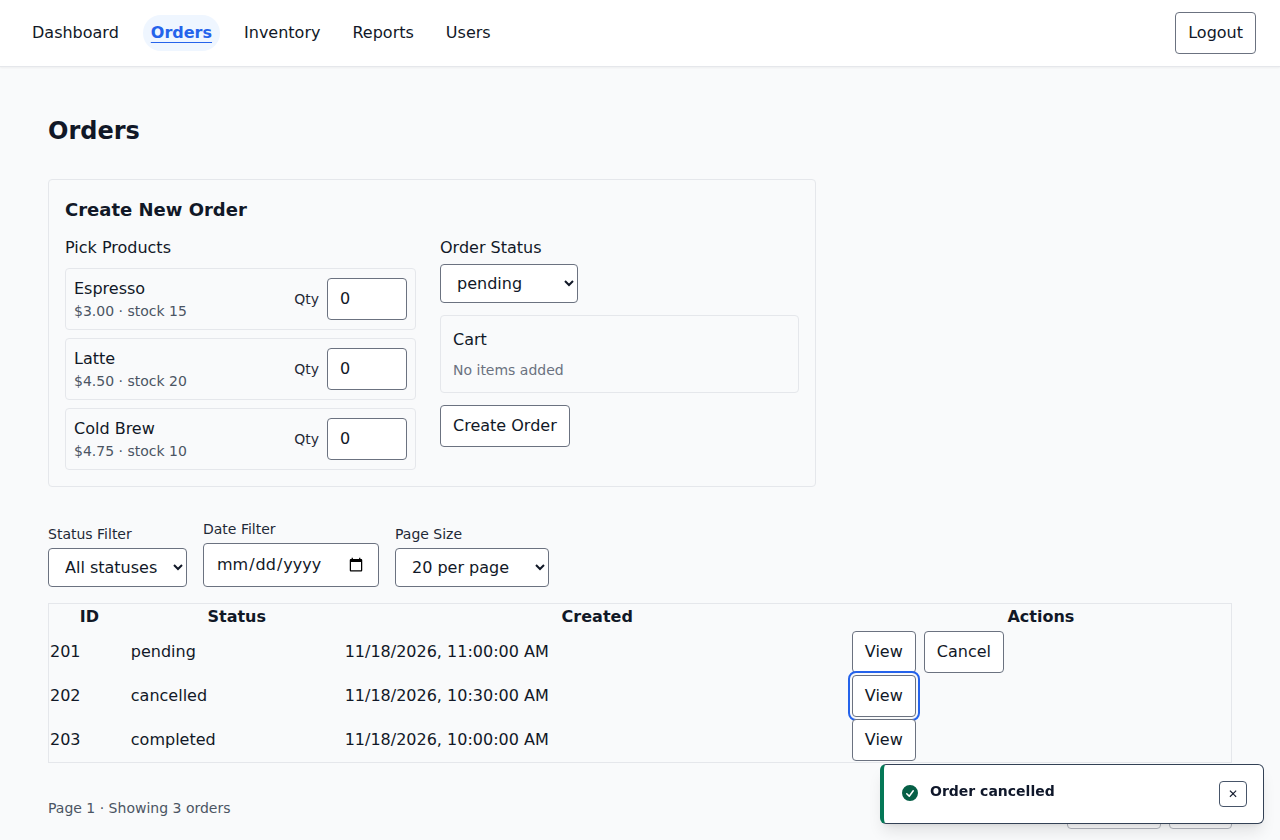 Dashboard Orders Inventory Reports Users Logout
Orders
Create New Order
Pick Products
Espresso
$3.00 · stock 15
Qty 0
Latte
$4.50 · stock 20
Qty 0
Cold Brew
$4.75 · stock 10
Qty 0
Order Status
pending
Cart
No items added
Create Order
Status Filter
All statuses
Date Filter
mm/dd/yyyy
Page Size
20 per page
ID Status Created Actions
201 pending 11/18/2026, 11:00:00 AM View Cancel
202 cancelled 11/18/2026, 10:30:00 AM View
203 completed 11/18/2026, 10:00:00 AM View
Page 1 · Showing 3 orders
Order cancelled ×